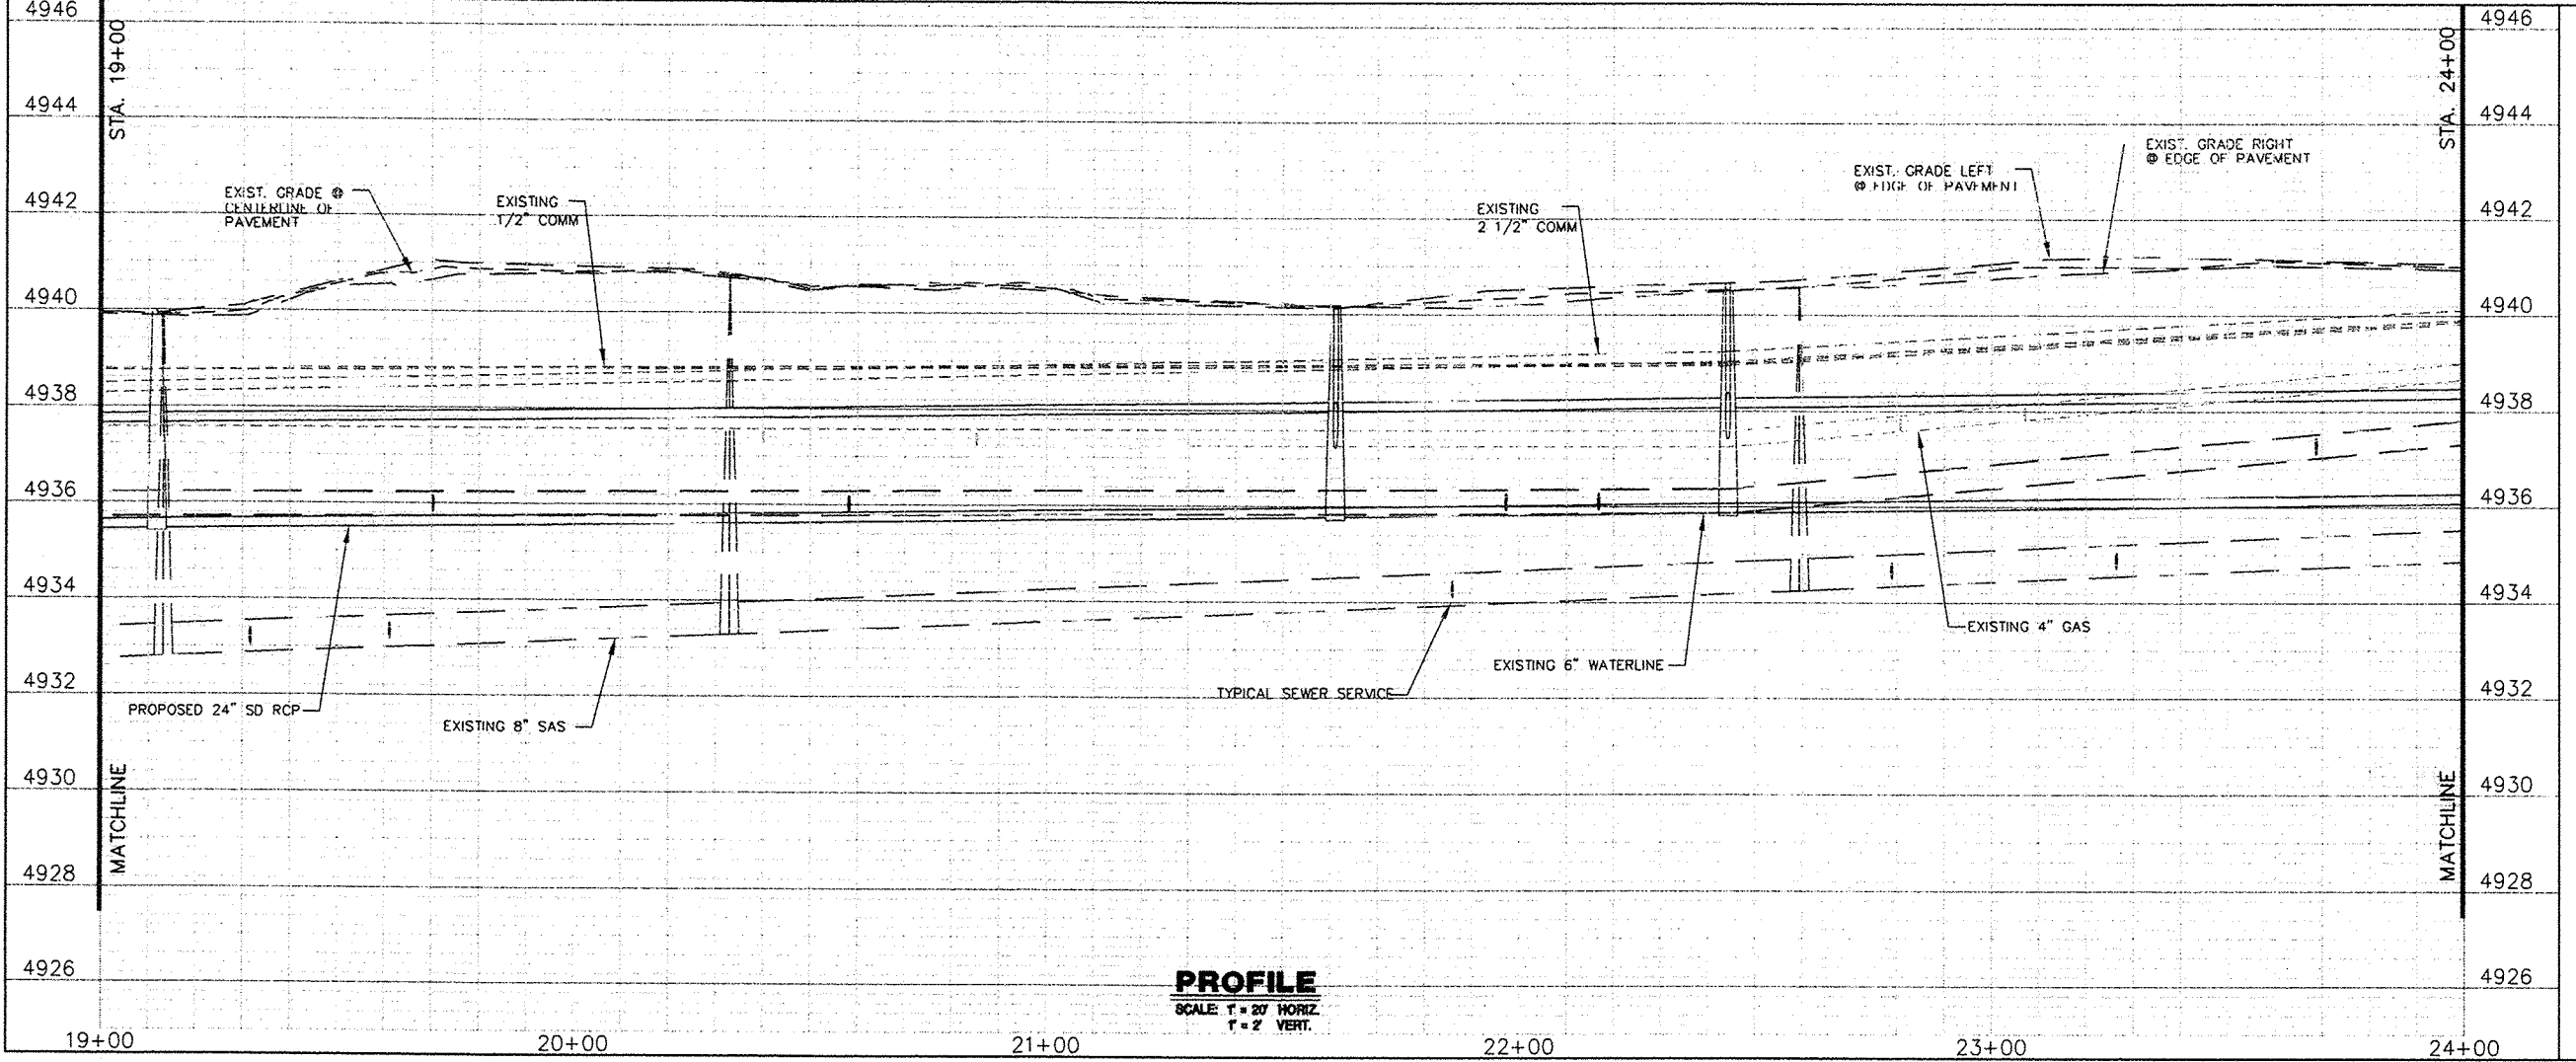 4946
4946
STA. 19+00
STA. 24+00
4944
4944
EXIST. GRADE RIGHT
@ EDGE OF PAVEMENT
EXIST. GRADE LEFT
@ EDGE OF PAVEMENT
EXIST. GRADE @
CENTERLINE OF
PAVEMENT
EXISTING
1/2" COMM
EXISTING
2 1/2" COMM
4942
4942
4940
4940
4938
4938
4936
4936
4934
4934
EXISTING 4" GAS
EXISTING 6" WATERLINE
TYPICAL SEWER SERVICE
4932
4932
PROPOSED 24" SD RCP
EXISTING 8" SAS
4930
4930
MATCHLINE
MATCHLINE
4928
4928
4926
4926
PROFILE
SCALE: 1" = 20' HORIZ.
1" = 2' VERT.
19+00
20+00
21+00
22+00
23+00
24+00